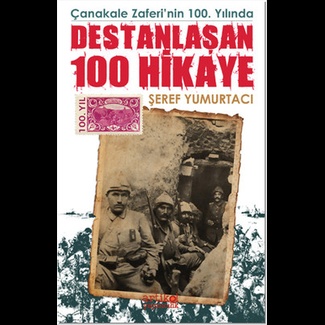 Çanakale Zaferi'nin 100. Yılında
DESTANLAŞAN
100 HİKAYE
ŞEREF YUMURTACI
100. YIL